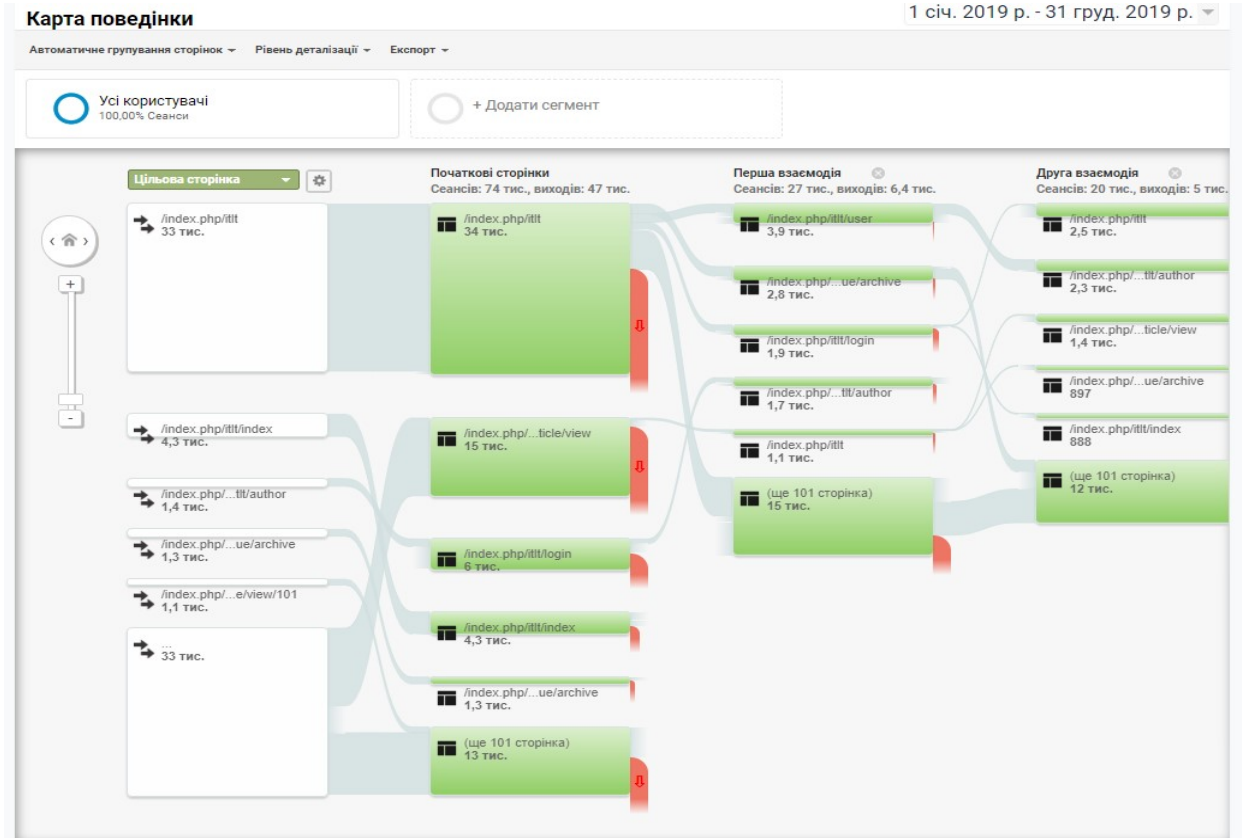 Карта поведінки
1 січ. 2019 р. - 31 груд. 2019 р.
Автоматичне групування сторінок
Рівень деталізації
Експорт
Усі користувачі
100,00% Сеанси
+ Додати сегмент
Цільова сторінка
/index.php/itlt
33 тис.
/index.php/itlt/index
4,3 тис.
/index.php/...tlt/author
1,4 тис.
/index.php/...ue/archive
1,3 тис.
/index.php/...e/view/101
1,1 тис.
...
33 тис.
Початкові сторінки
Сеансів: 74 тис., виходів: 47 тис.
/index.php/itlt
34 тис.
/index.php/...ticle/view
15 тис.
/index.php/itlt/login
6 тис.
/index.php/itlt/index
4,3 тис.
/index.php/...ue/archive
1,3 тис.
(ще 101 сторінка)
13 тис.
Перша взаємодія
Сеансів: 27 тис., виходів: 6,4 тис.
/index.php/itlt/user
3,9 тис.
/index.php/...ue/archive
2,8 тис.
/index.php/itlt/login
1,9 тис.
/index.php/...tlt/author
1,7 тис.
/index.php/itlt
1,1 тис.
(ще 101 сторінка)
15 тис.
Друга взаємодія
Сеансів: 20 тис., виходів: 5 тис.
/index.php/itlt
2,5 тис.
/index.php/...tlt/author
2,3 тис.
/index.php/...ticle/view
1,4 тис.
/index.php/...ue/archive
897
/index.php/itlt/index
888
(ще 101 сторінка)
12 тис.